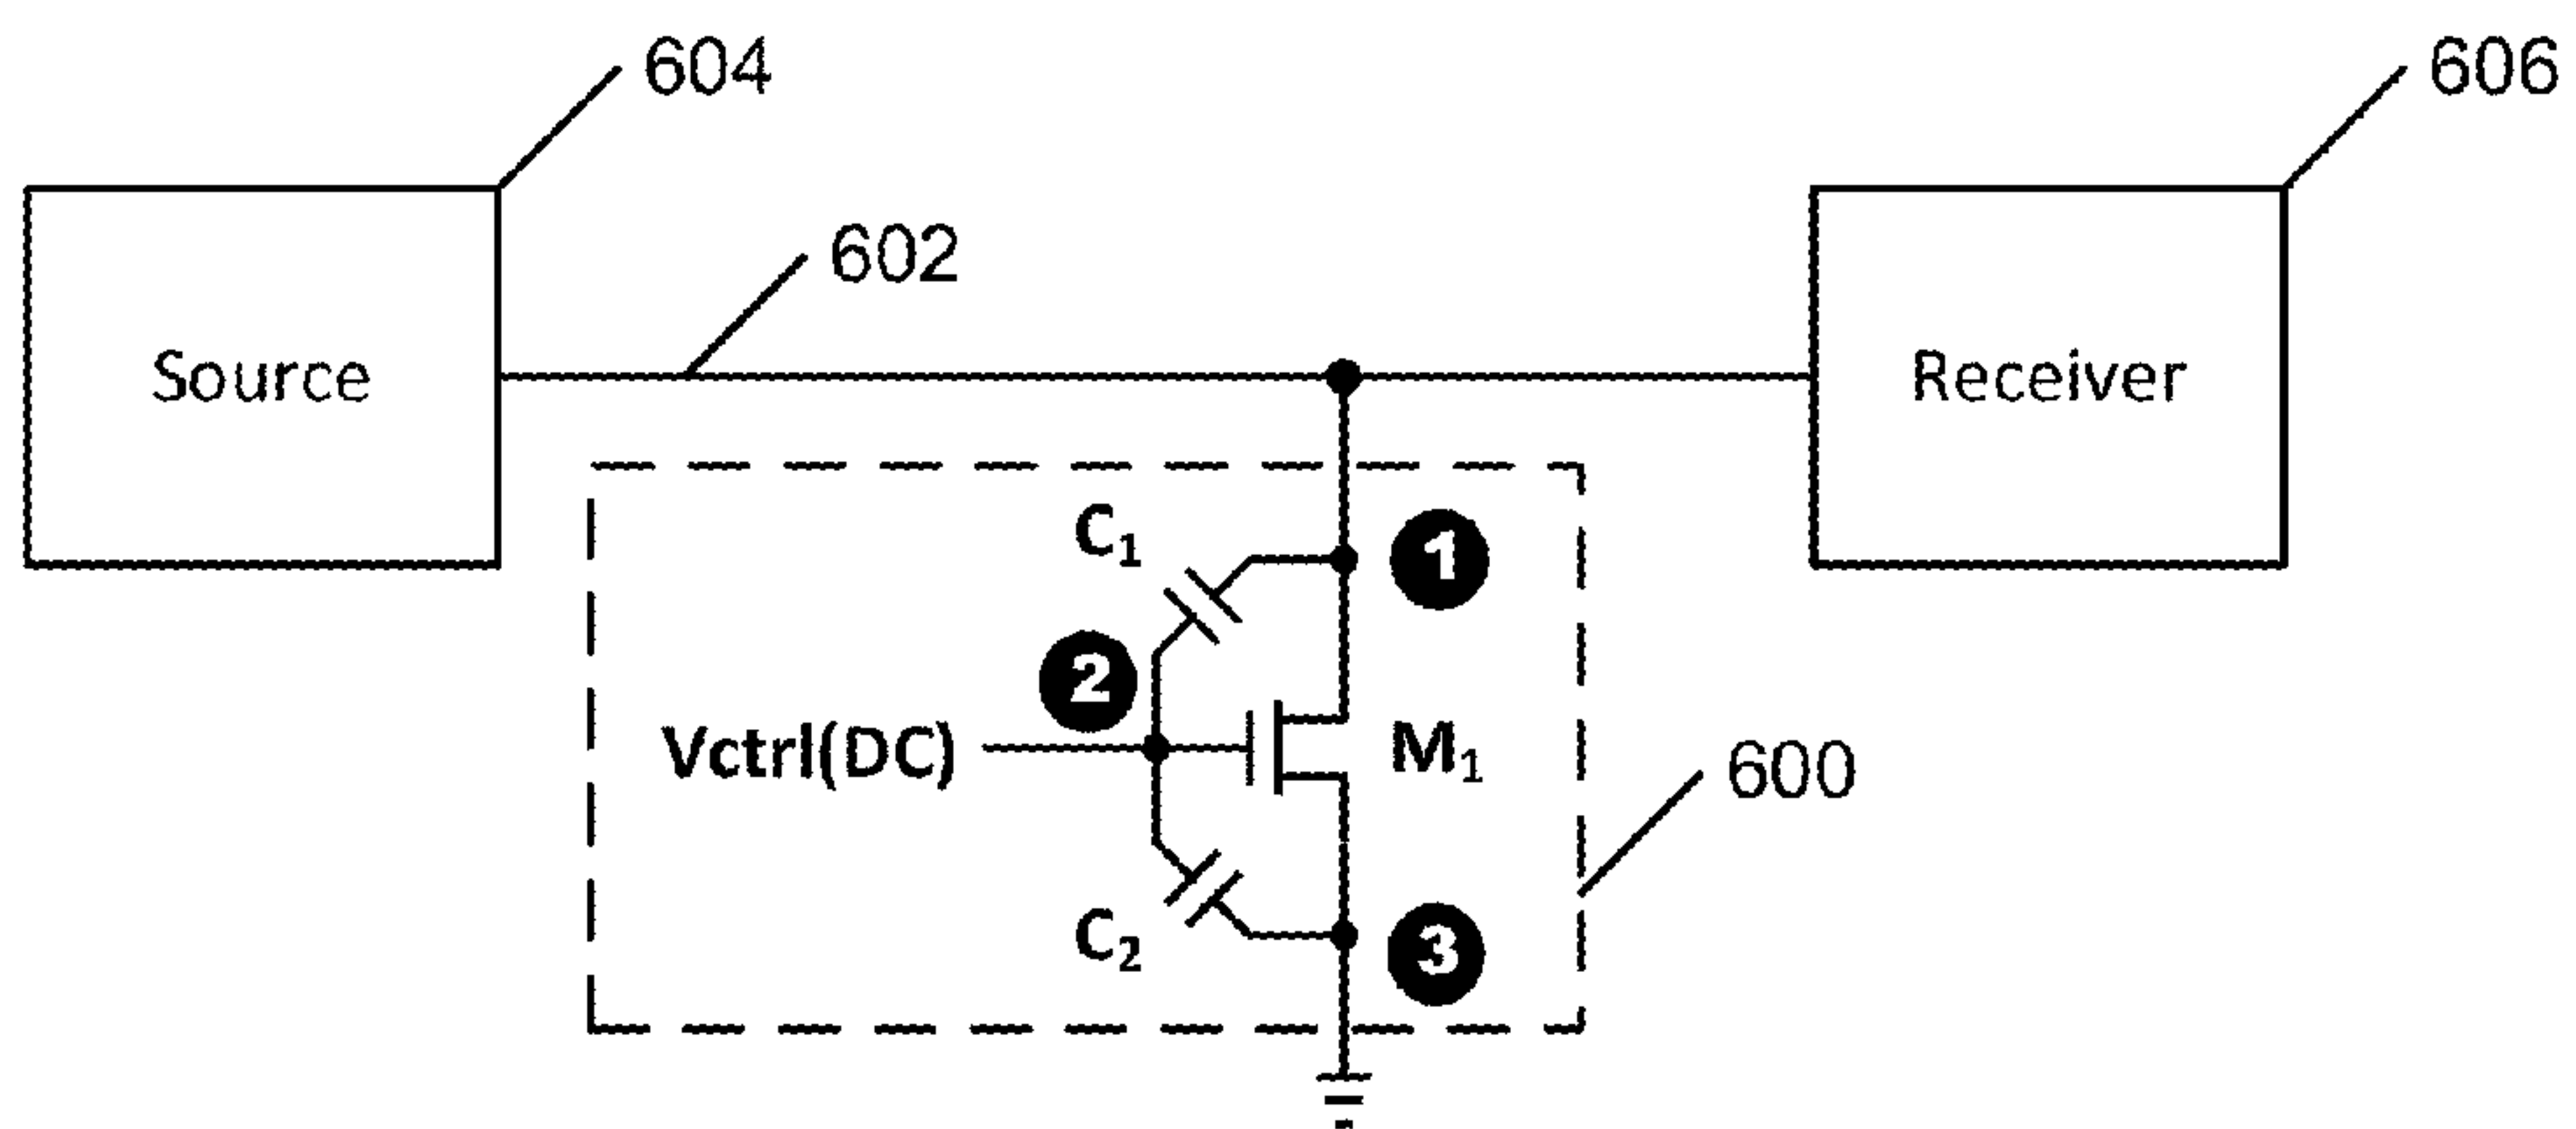 604
606
602
Source
Receiver
C₁
1
2
Vctrl(DC)
M₁
600
C₂
3